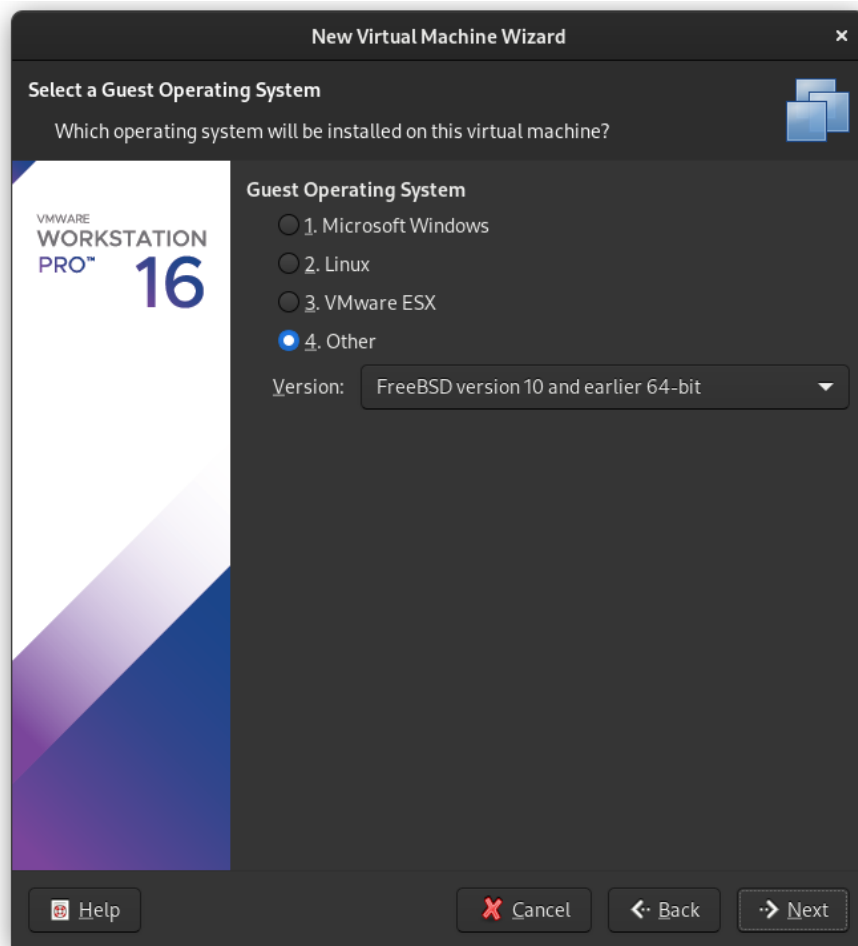 New Virtual Machine Wizard
×
Select a Guest Operating System
Which operating system will be installed on this virtual machine?
VMWARE
WORKSTATION
PRO™ 16
Guest Operating System
1. Microsoft Windows
2. Linux
3. VMware ESX
4. Other
Version: FreeBSD version 10 and earlier 64-bit
Help Cancel Back Next